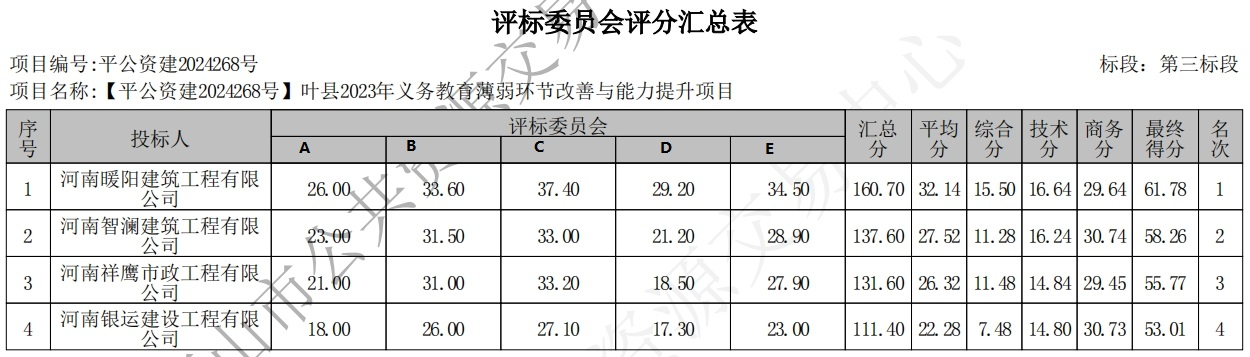 评标委员会评分汇总表
项目编号:平公资建2024268号 标段：第三标段
项目名称:【平公资建2024268号】叶县2023年义务教育薄弱环节改善与能力提升项目
序号 投标人 评标委员会 汇总分 平均分 综合分 技术分 商务分 最终得分 名次
A B C D E
1 河南暖阳建筑工程有限公司 26.00 33.60 37.40 29.20 34.50 160.70 32.14 15.50 16.64 29.64 61.78 1
2 河南智澜建筑工程有限公司 23.00 31.50 33.00 21.20 28.90 137.60 27.52 11.28 16.24 30.74 58.26 2
3 河南祥鹰市政工程有限公司 21.00 31.00 33.20 18.50 27.90 131.60 26.32 11.48 14.84 29.45 55.77 3
4 河南银运建设工程有限公司 18.00 26.00 27.10 17.30 23.00 111.40 22.28 7.48 14.80 30.73 53.01 4